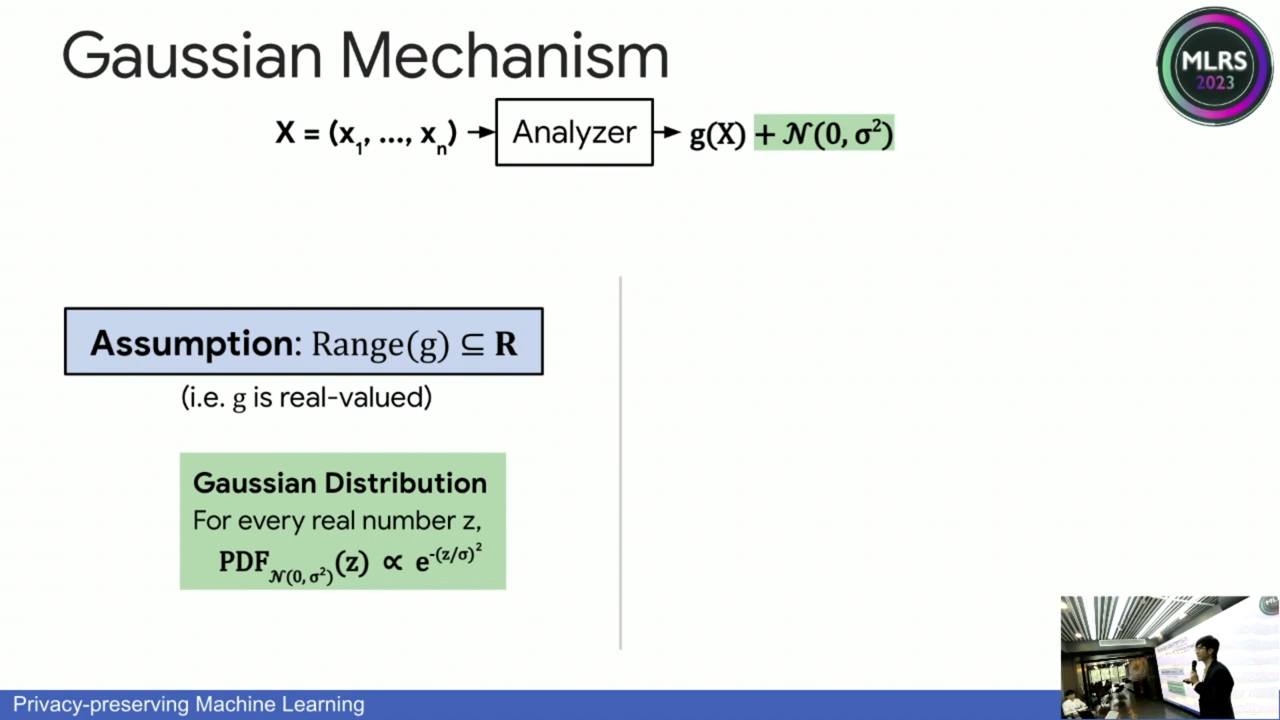 Gaussian Mechanism
MLRS
2023
X = (x₁, ..., xₙ) → Analyzer → g(X) + 𝒩(0, σ²)
Assumption: Range(g) ⊆ R
(i.e. g is real-valued)
Gaussian Distribution
For every real number z,
PDF_𝒩(0, σ²)(z) ∝ e^-(z/σ)²
Privacy-preserving Machine Learning